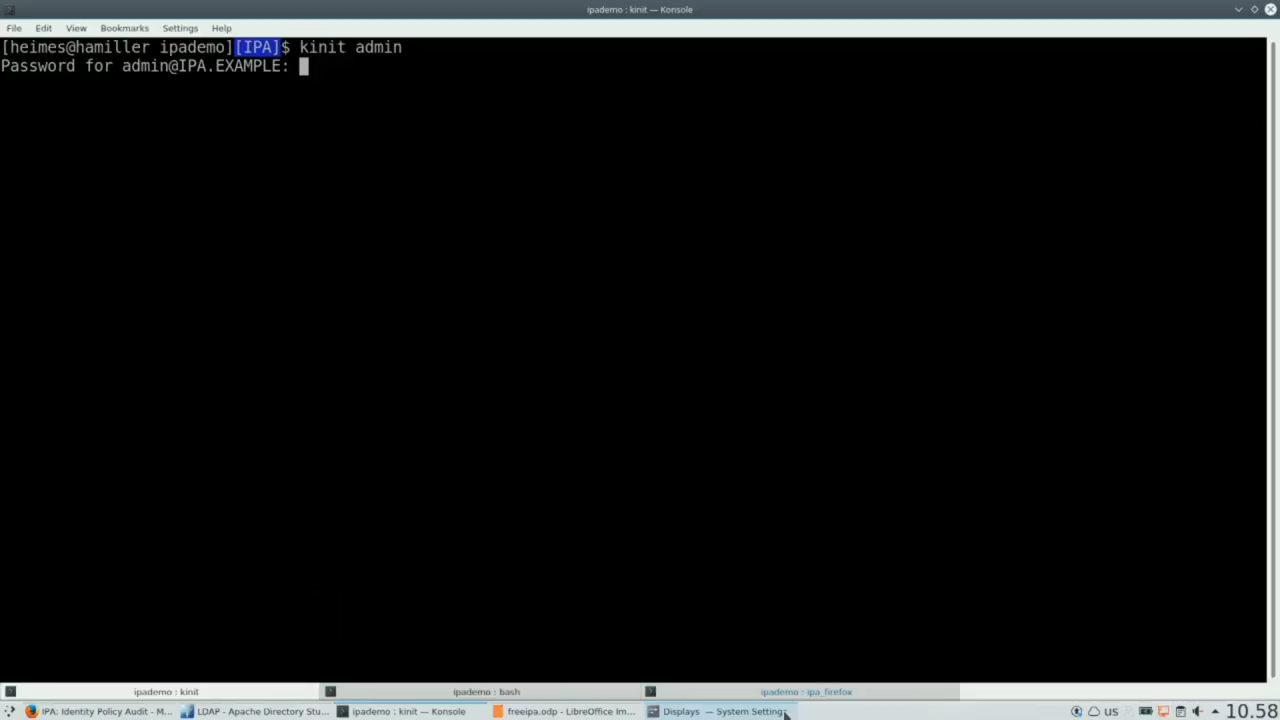 ipademo : kinit — Konsole
File Edit View Bookmarks Settings Help
[heimes@hamiller ipademo][IPA]$ kinit admin
Password for admin@IPA.EXAMPLE:
ipademo : kinit ipademo : bash ipademo : ipa_firefox
IPA: Identity Policy Audit - M... LDAP - Apache Directory Stu... ipademo : kinit — Konsole freeipa.odp - LibreOffice Im... Displays — System Settings us 10.58